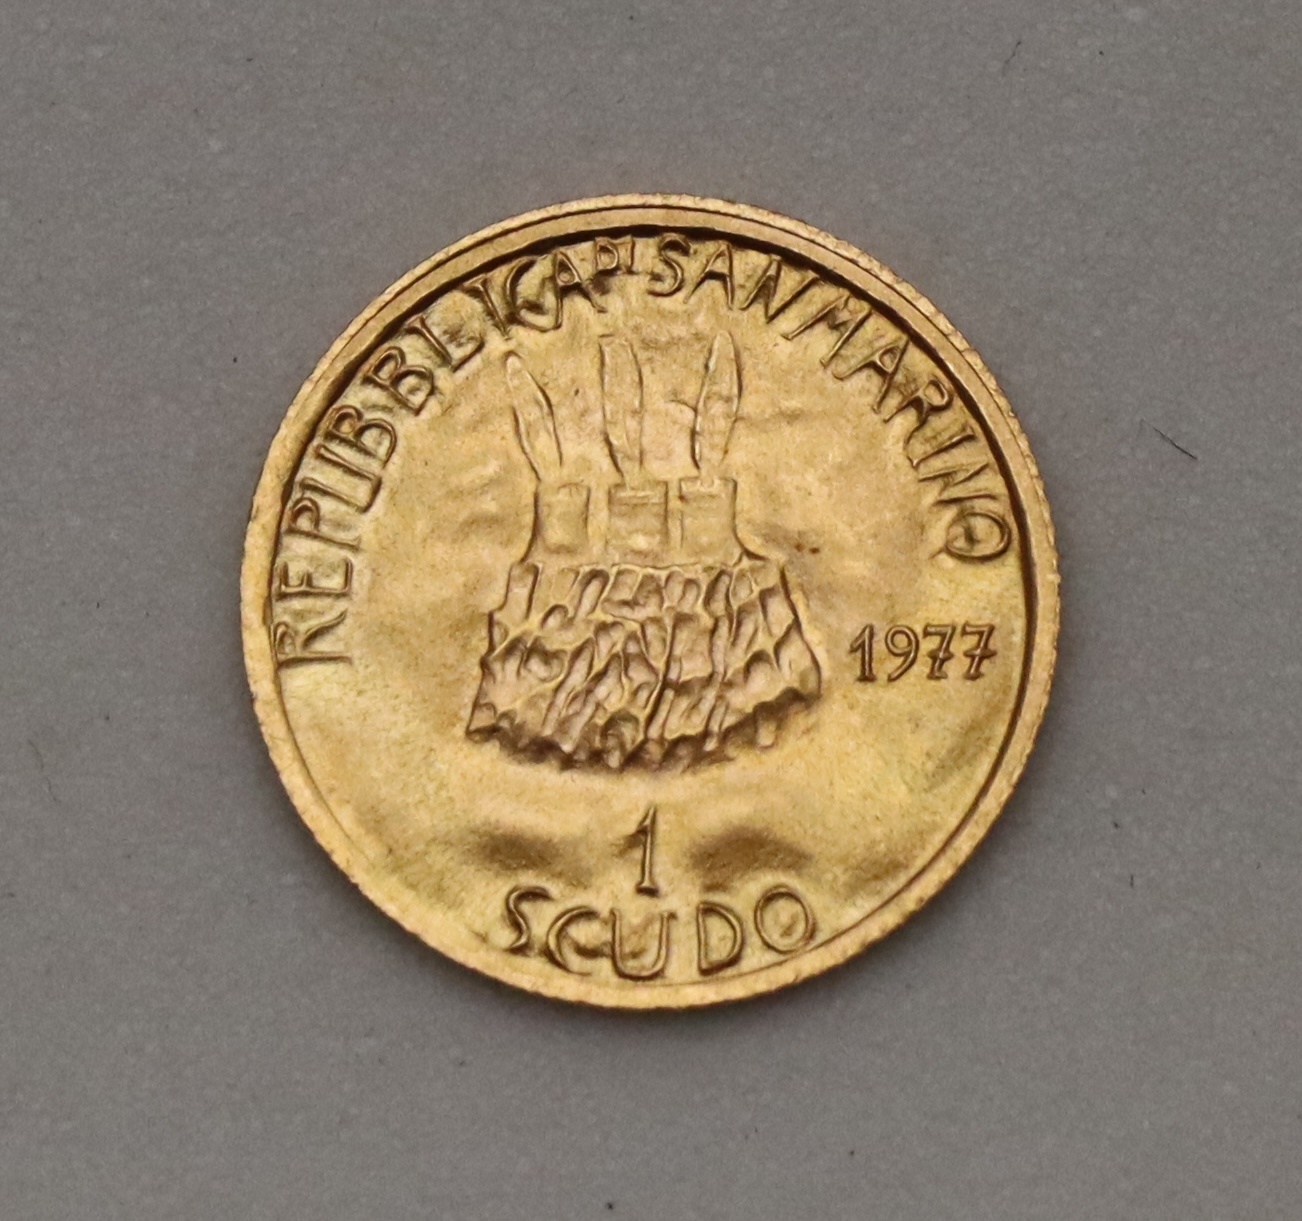 REPUBBLICA DI SAN MARINO
1977
1
SCUDO